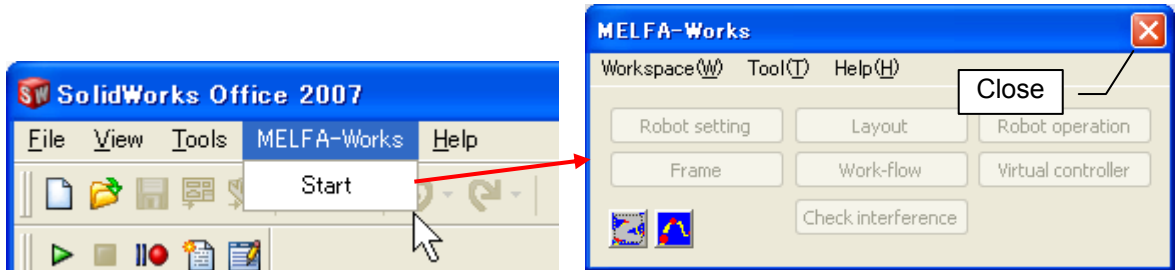 SolidWorks Office 2007
File View Tools MELFA-Works Help
Start
MELFA-Works
Workspace(W) Tool(T) Help(H)
Close
Robot setting Layout Robot operation
Frame Work-flow Virtual controller
Check interference